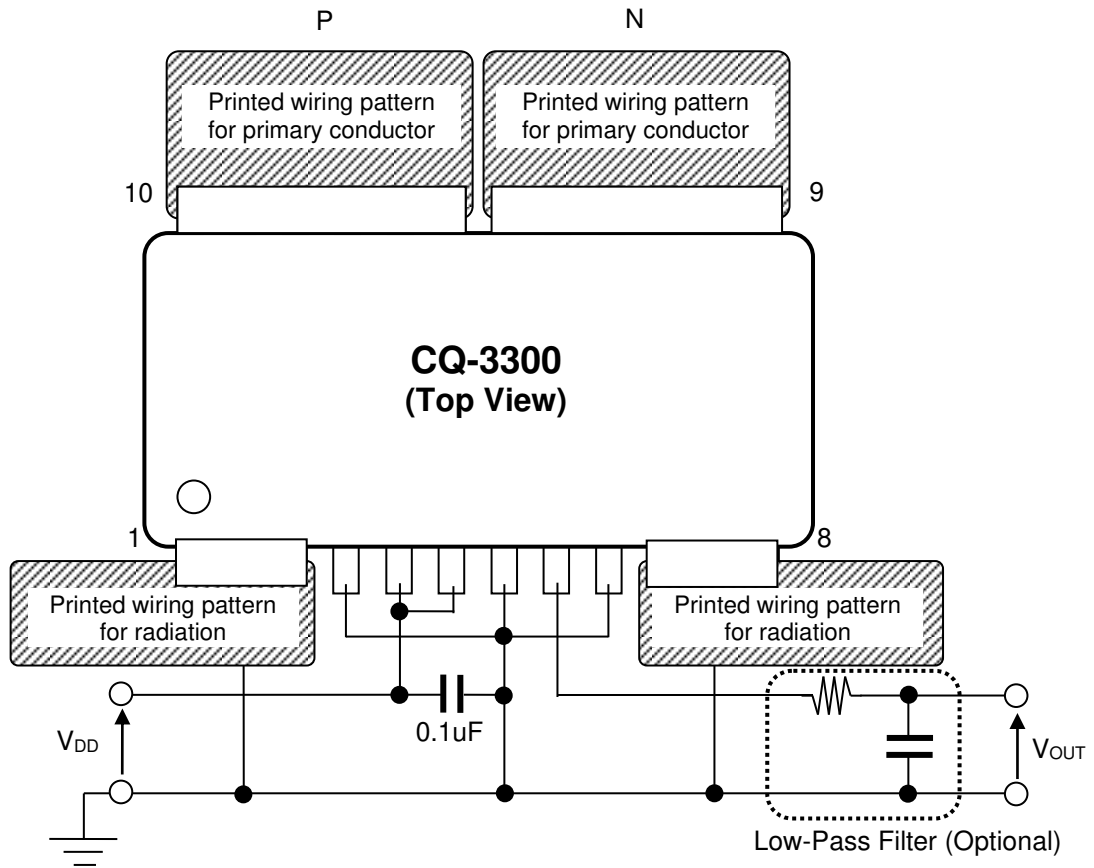 P
N
Printed wiring pattern
for primary conductor
Printed wiring pattern
for primary conductor
10
9
CQ-3300
(Top View)
1
8
Printed wiring pattern
for radiation
Printed wiring pattern
for radiation
0.1uF
VDD
VOUT
Low-Pass Filter (Optional)